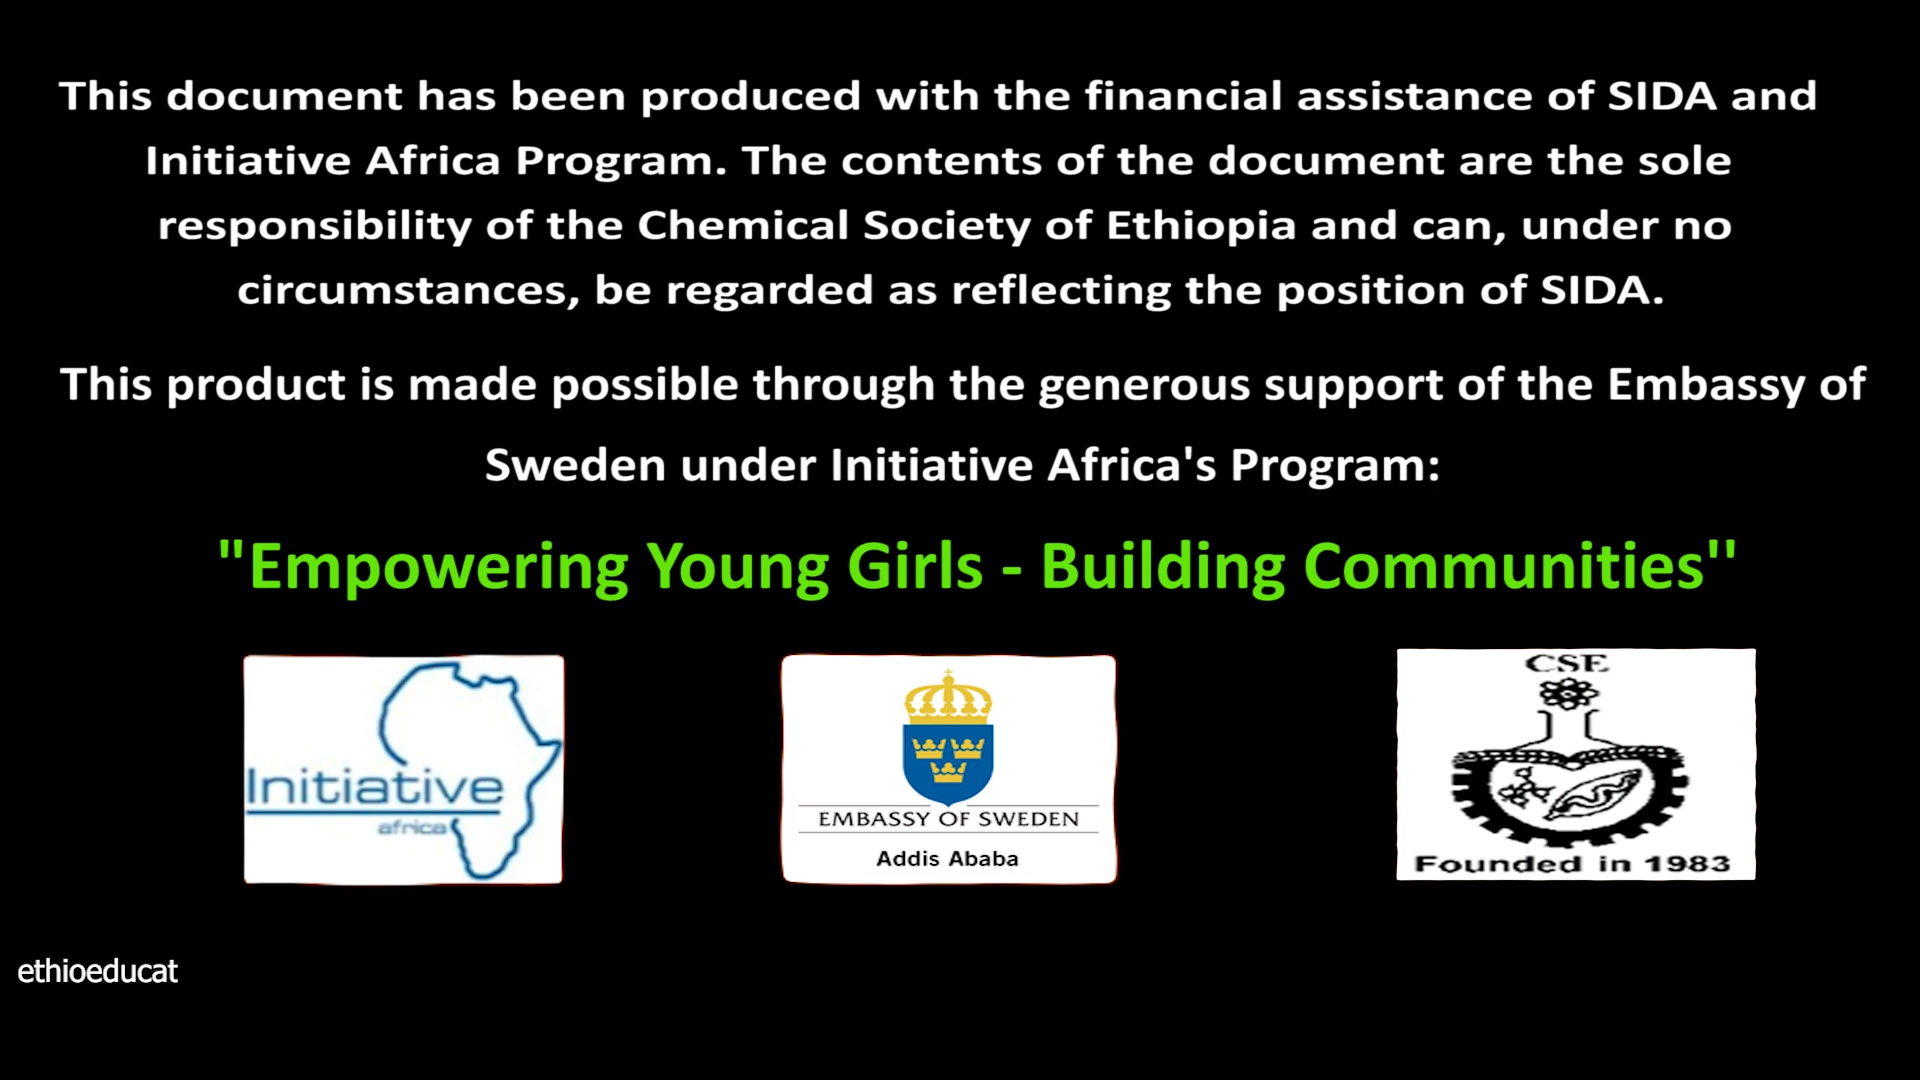 This document has been produced with the financial assistance of SIDA and
Initiative Africa Program. The contents of the document are the sole
responsibility of the Chemical Society of Ethiopia and can, under no
circumstances, be regarded as reflecting the position of SIDA.
This product is made possible through the generous support of the Embassy of
Sweden under Initiative Africa's Program:
"Empowering Young Girls - Building Communities''
Initiative
africa
EMBASSY OF SWEDEN
Addis Ababa
CSE
Founded in 1983
ethioeducat